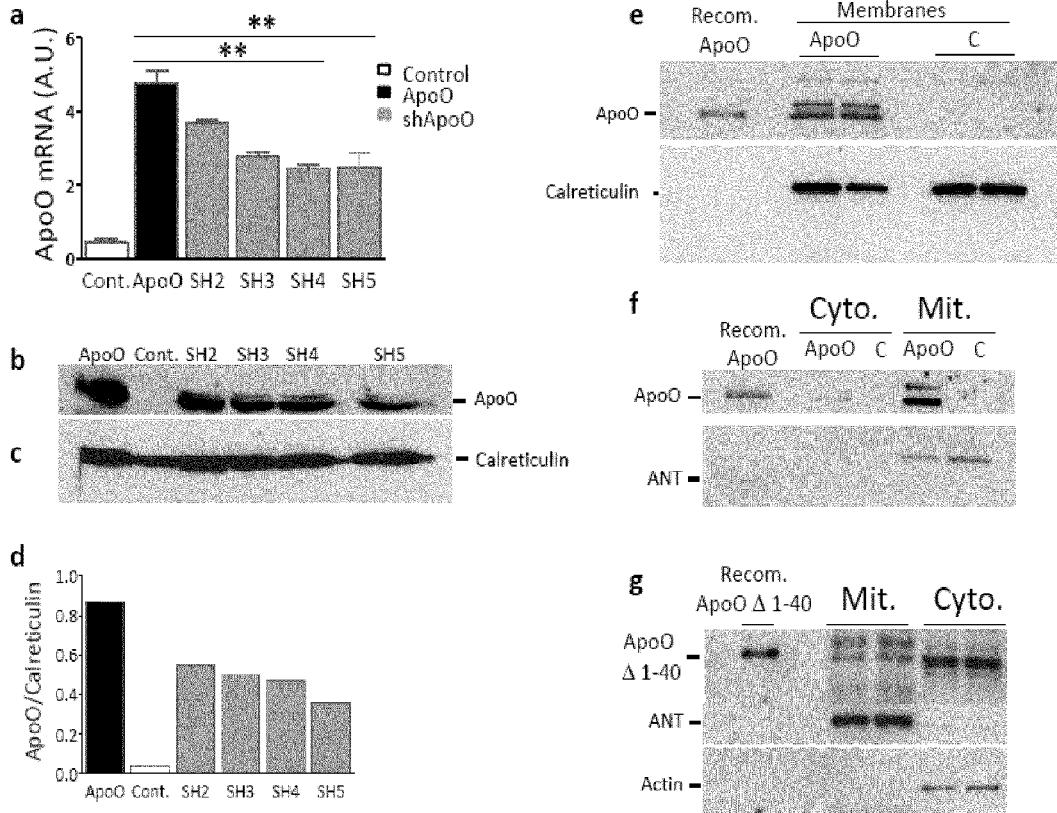 a
ApoO mRNA (A.U.)
6
4
2
0
**
**
Control
ApoO
shApoO
Cont. ApoO SH2 SH3 SH4 SH5
b
ApoO Cont. SH2 SH3 SH4 SH5
ApoO
c
Calreticulin
d
ApoO/Calreticulin
1.0
0.8
0.6
0.4
0.2
0.0
ApoO Cont. SH2 SH3 SH4 SH5
e
Recom.
ApoO
Membranes
ApoO C
ApoO
Calreticulin
f
Recom.
ApoO
Cyto. Mit.
ApoO C ApoO C
ApoO
ANT
g
Recom.
ApoO Δ 1-40
Mit. Cyto.
ApoO
Δ 1-40
ANT
Actin